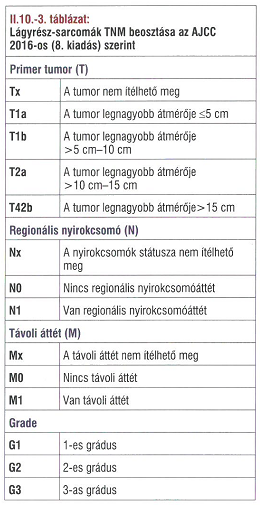 II.10.-3. táblázat:
Lágyrész-sarcomák TNM beosztása az AJCC
2016-os (8. kiadás) szerint
Primer tumor (T)
Tx A tumor nem ítélhető meg
T1a A tumor legnagyobb átmérője ≤5 cm
T1b A tumor legnagyobb átmérője
>5 cm–10 cm
T2a A tumor legnagyobb átmérője
>10 cm–15 cm
T42b A tumor legnagyobb átmérője>15 cm
Regionális nyirokcsomó (N)
Nx A nyirokcsomók státusza nem ítélhető
meg
N0 Nincs regionális nyirokcsomóáttét
N1 Van regionális nyirokcsomóáttét
Távoli áttét (M)
Mx A távoli áttét nem ítélhető meg
M0 Nincs távoli áttét
M1 Van távoli áttét
Grade
G1 1-es grádus
G2 2-es grádus
G3 3-as grádus